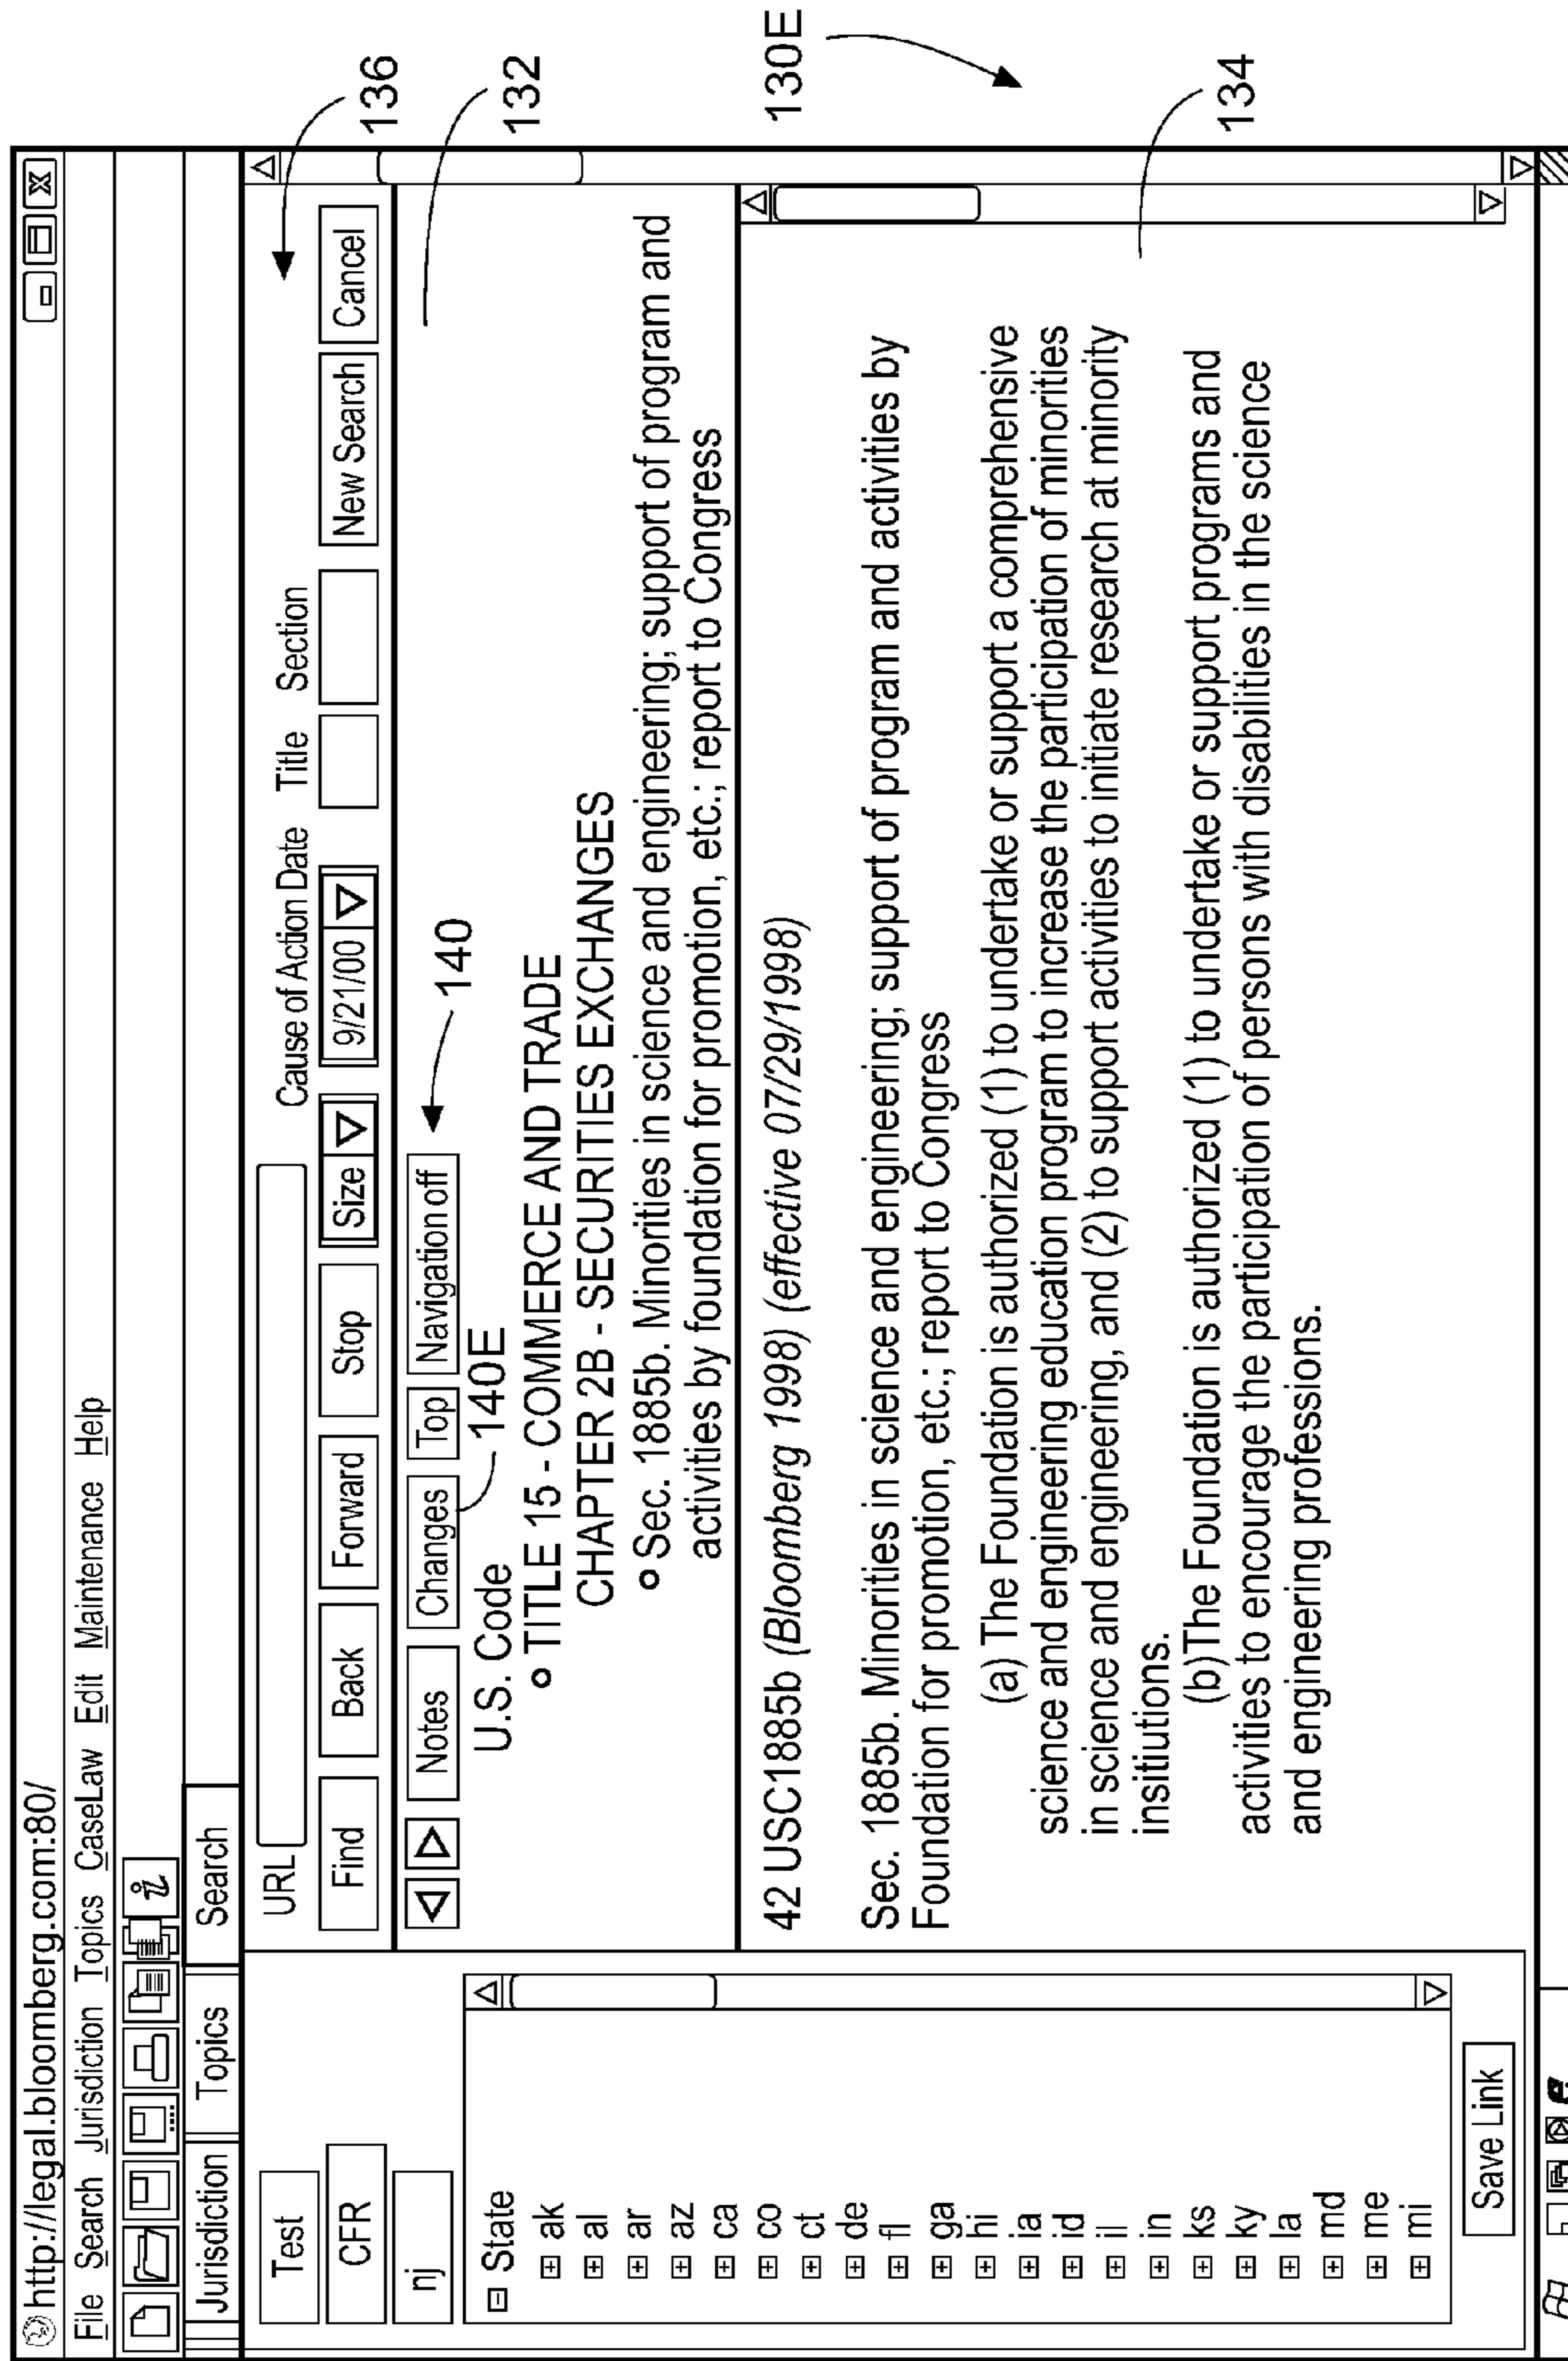 http://legal.bloomberg.com:80/
File Search Jurisdiction Topics CaseLaw Edit Maintenance Help
i
Jurisdiction Topics Search
Test
CFR
nj
State
ak
al
ar
az
ca
co
ct
de
fl
ga
hi
ia
id
il
in
ks
ky
la
md
me
mi
Save Link
URL Cause of Action Date Title Section
Find Back Forward Stop Size 9/21/00 New Search Cancel
136
Notes Changes Top Navigation off 140
132
U.S. Code 140E
TITLE 15 - COMMERCE AND TRADE
CHAPTER 2B - SECURITIES EXCHANGES
Sec. 1885b. Minorities in science and engineering; support of program and
activities by foundation for promotion, etc.; report to Congress
130E
42 USC1885b (Bloomberg 1998) (effective 07/29/1998)
Sec. 1885b. Minorities in science and engineering; support of program and activities by
Foundation for promotion, etc.; report to Congress
(a) The Foundation is authorized (1) to undertake or support a comprehensive
science and engineering education program to increase the participation of minorities
in science and engineering, and (2) to support activities to initiate research at minority
insitiutions.
(b)The Foundation is authorized (1) to undertake or support programs and
activities to encourage the participation of persons with disabilities in the science
and engineering professions.
134